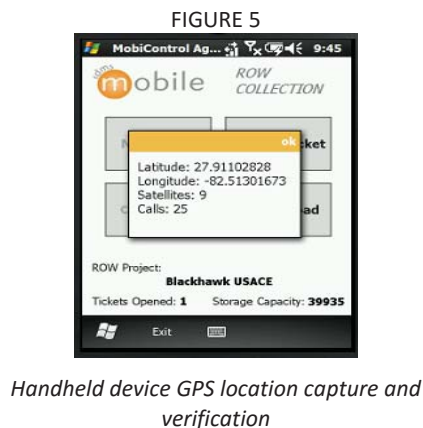 FIGURE 5
MobiControl Ag... 9:45
idms
mobile
ROW
COLLECTION
N
ket
ok
Latitude: 27.91102828
Longitude: -82.51301673
Satellites: 9
Calls: 25
ad
ROW Project:
Blackhawk USACE
Tickets Opened: 1 Storage Capacity: 39935
Exit
Handheld device GPS location capture and
verification